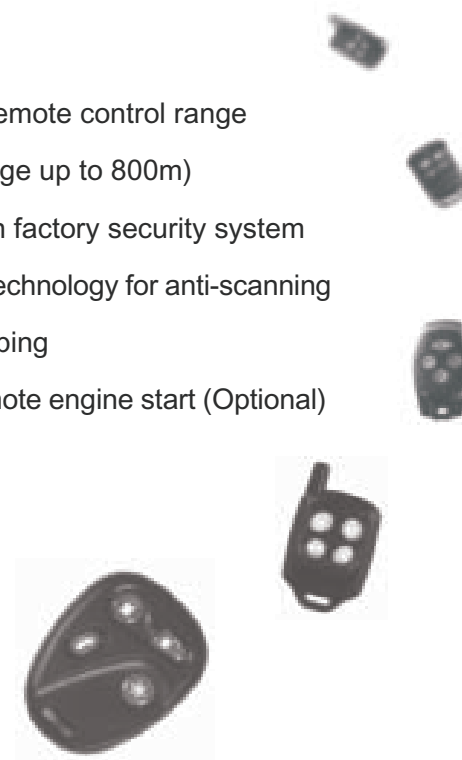 emote control range
ge up to 800m)
n factory security system
echnology for anti-scanning
ping
note engine start (Optional)